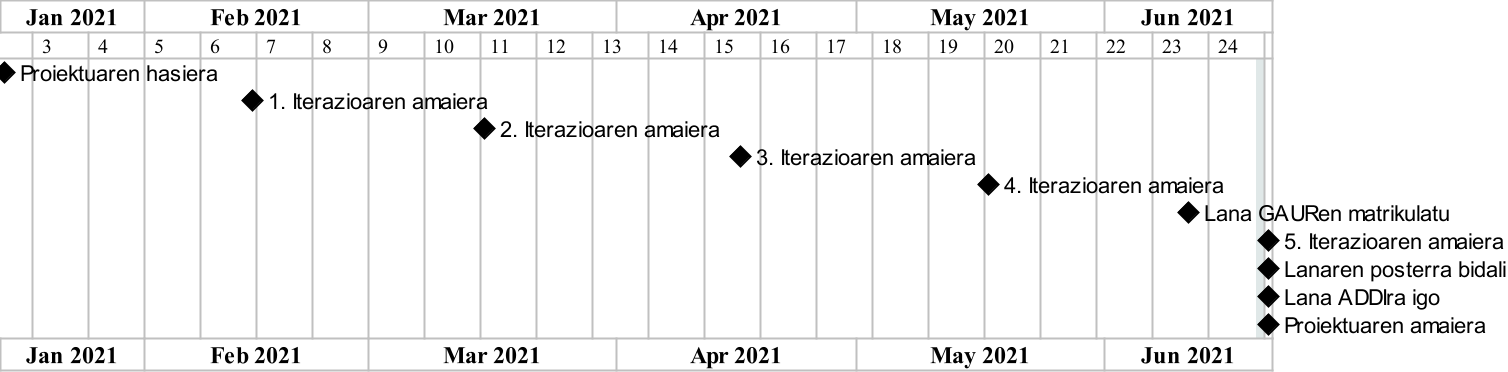 Jan 2021 Feb 2021 Mar 2021 Apr 2021 May 2021 Jun 2021
3 4 5 6 7 8 9 10 11 12 13 14 15 16 17 18 19 20 21 22 23 24
Proiektuaren hasiera
1. Iterazioaren amaiera
2. Iterazioaren amaiera
3. Iterazioaren amaiera
4. Iterazioaren amaiera
Lana GAURen matrikulatu
5. Iterazioaren amaiera
Lanaren posterra bidali
Lana ADDIra igo
Proiektuaren amaiera
Jan 2021 Feb 2021 Mar 2021 Apr 2021 May 2021 Jun 2021